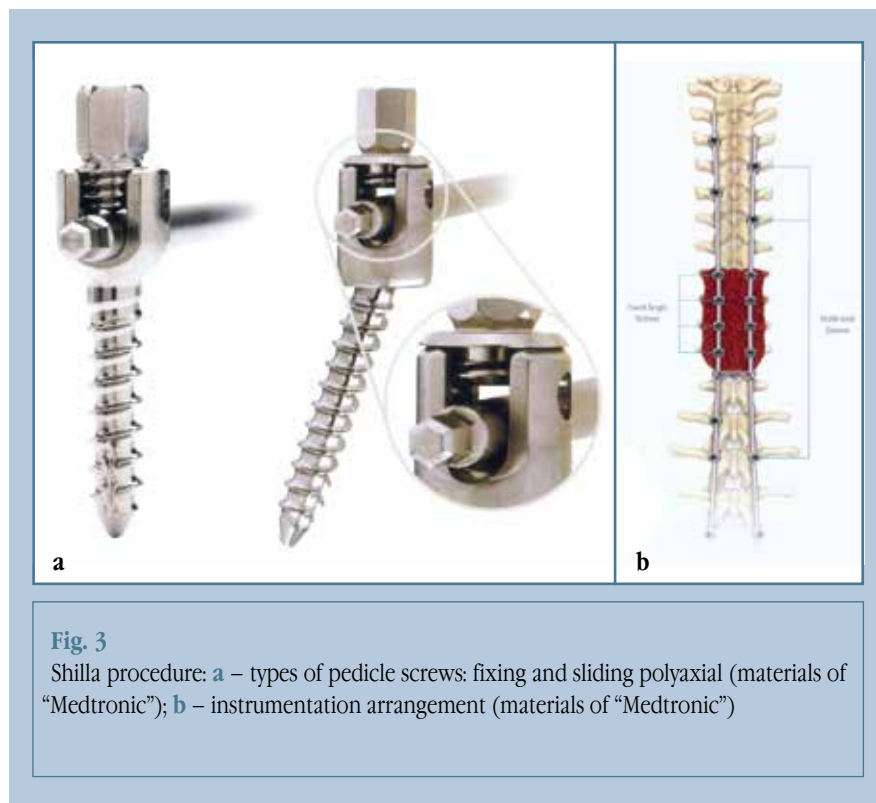 a
b
Fig. 3
Shilla procedure: a – types of pedicle screws: fixing and sliding polyaxial (materials of
“Medtronic”); b – instrumentation arrangement (materials of “Medtronic”)